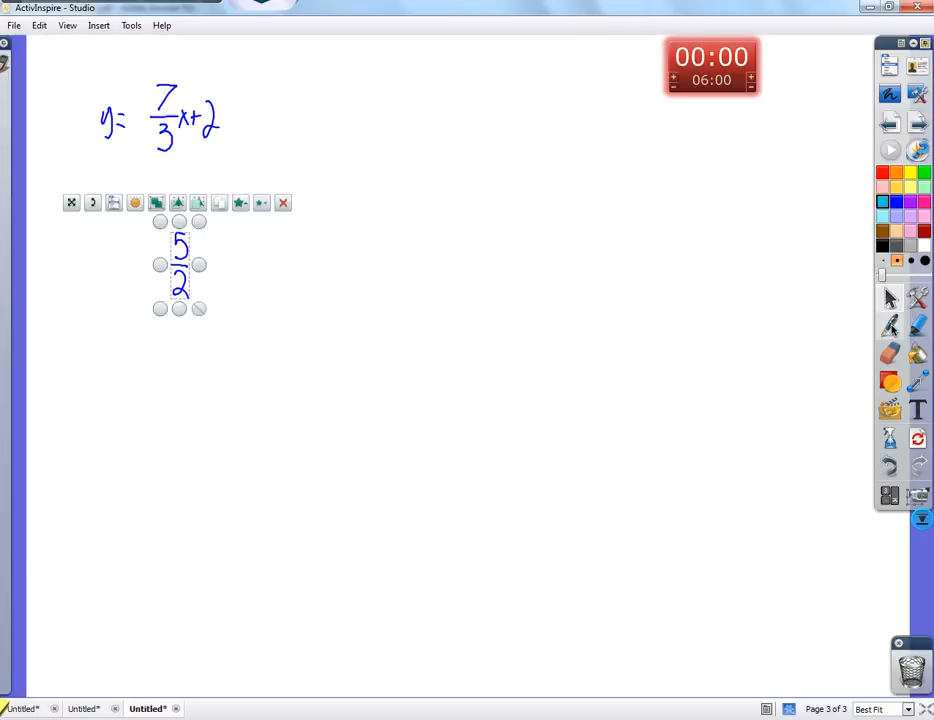 ActivInspire - Studio
File Edit View Insert Tools Help
00:00
06:00
y= 7/3 x+2
5/2
T
Untitled* Untitled* Untitled* Page 3 of 3 Best Fit